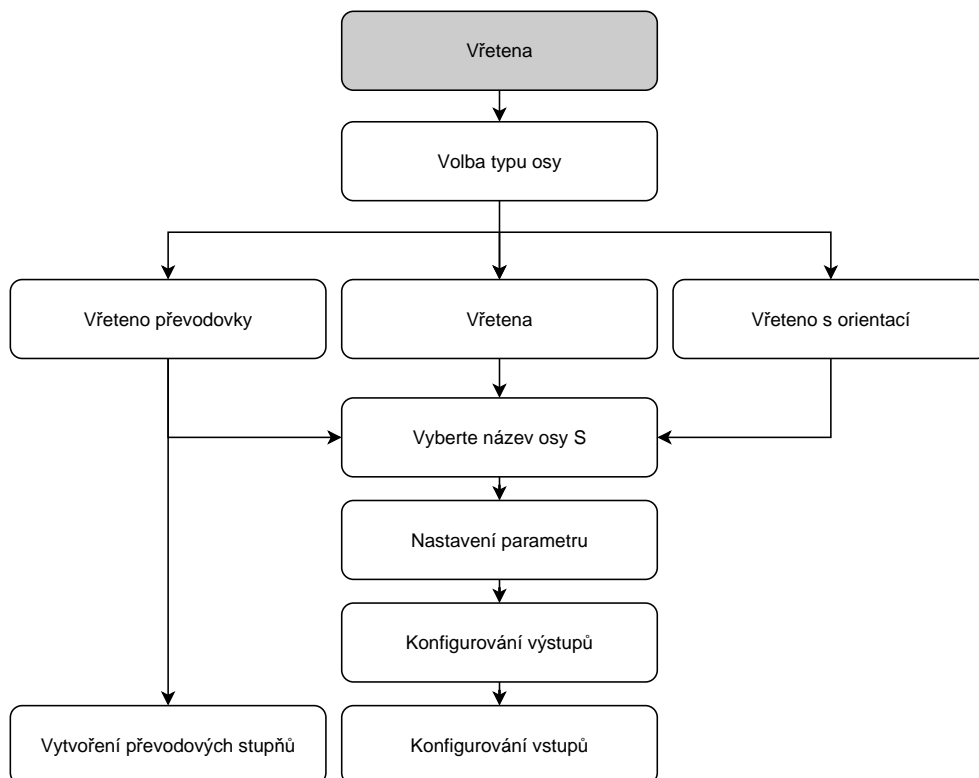 Vřetena
Volba typu osy
Vřeteno převodovky
Vřetena
Vřeteno s orientací
Vyberte název osy S
Nastavení parametru
Konfigurování výstupů
Vytvoření převodových stupňů
Konfigurování vstupů